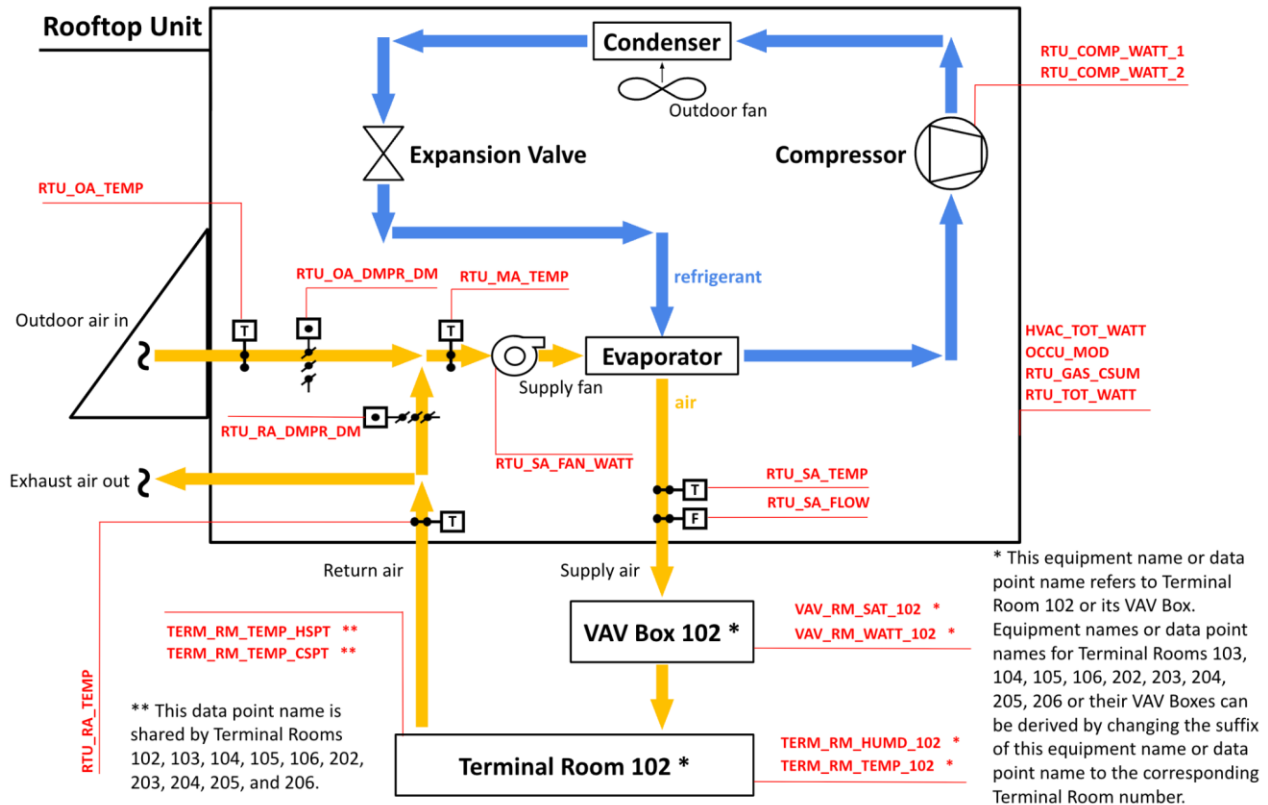 Rooftop Unit
Condenser
Outdoor fan
RTU_COMP_WATT_1
RTU_COMP_WATT_2
Expansion Valve
Compressor
RTU_OA_TEMP
RTU_OA_DMPR_DM
RTU_MA_TEMP
refrigerant
Outdoor air in
T
T
Evaporator
Supply fan
HVAC_TOT_WATT
OCCU_MOD
RTU_GAS_CSUM
RTU_TOT_WATT
air
RTU_RA_DMPR_DM
RTU_SA_FAN_WATT
Exhaust air out
RTU_SA_TEMP
T
RTU_SA_FLOW
F
T
Return air
Supply air
RTU_RA_TEMP
TERM_RM_TEMP_HSPT **
TERM_RM_TEMP_CSPT **
VAV Box 102 *
VAV_RM_SAT_102 *
VAV_RM_WATT_102 *
** This data point name is
shared by Terminal Rooms
102, 103, 104, 105, 106, 202,
203, 204, 205, and 206.
Terminal Room 102 *
TERM_RM_HUMD_102 *
TERM_RM_TEMP_102 *
* This equipment name or data
point name refers to Terminal
Room 102 or its VAV Box.
Equipment names or data point
names for Terminal Rooms 103,
104, 105, 106, 202, 203, 204,
205, 206 or their VAV Boxes can
be derived by changing the suffix
of this equipment name or data
point name to the corresponding
Terminal Room number.